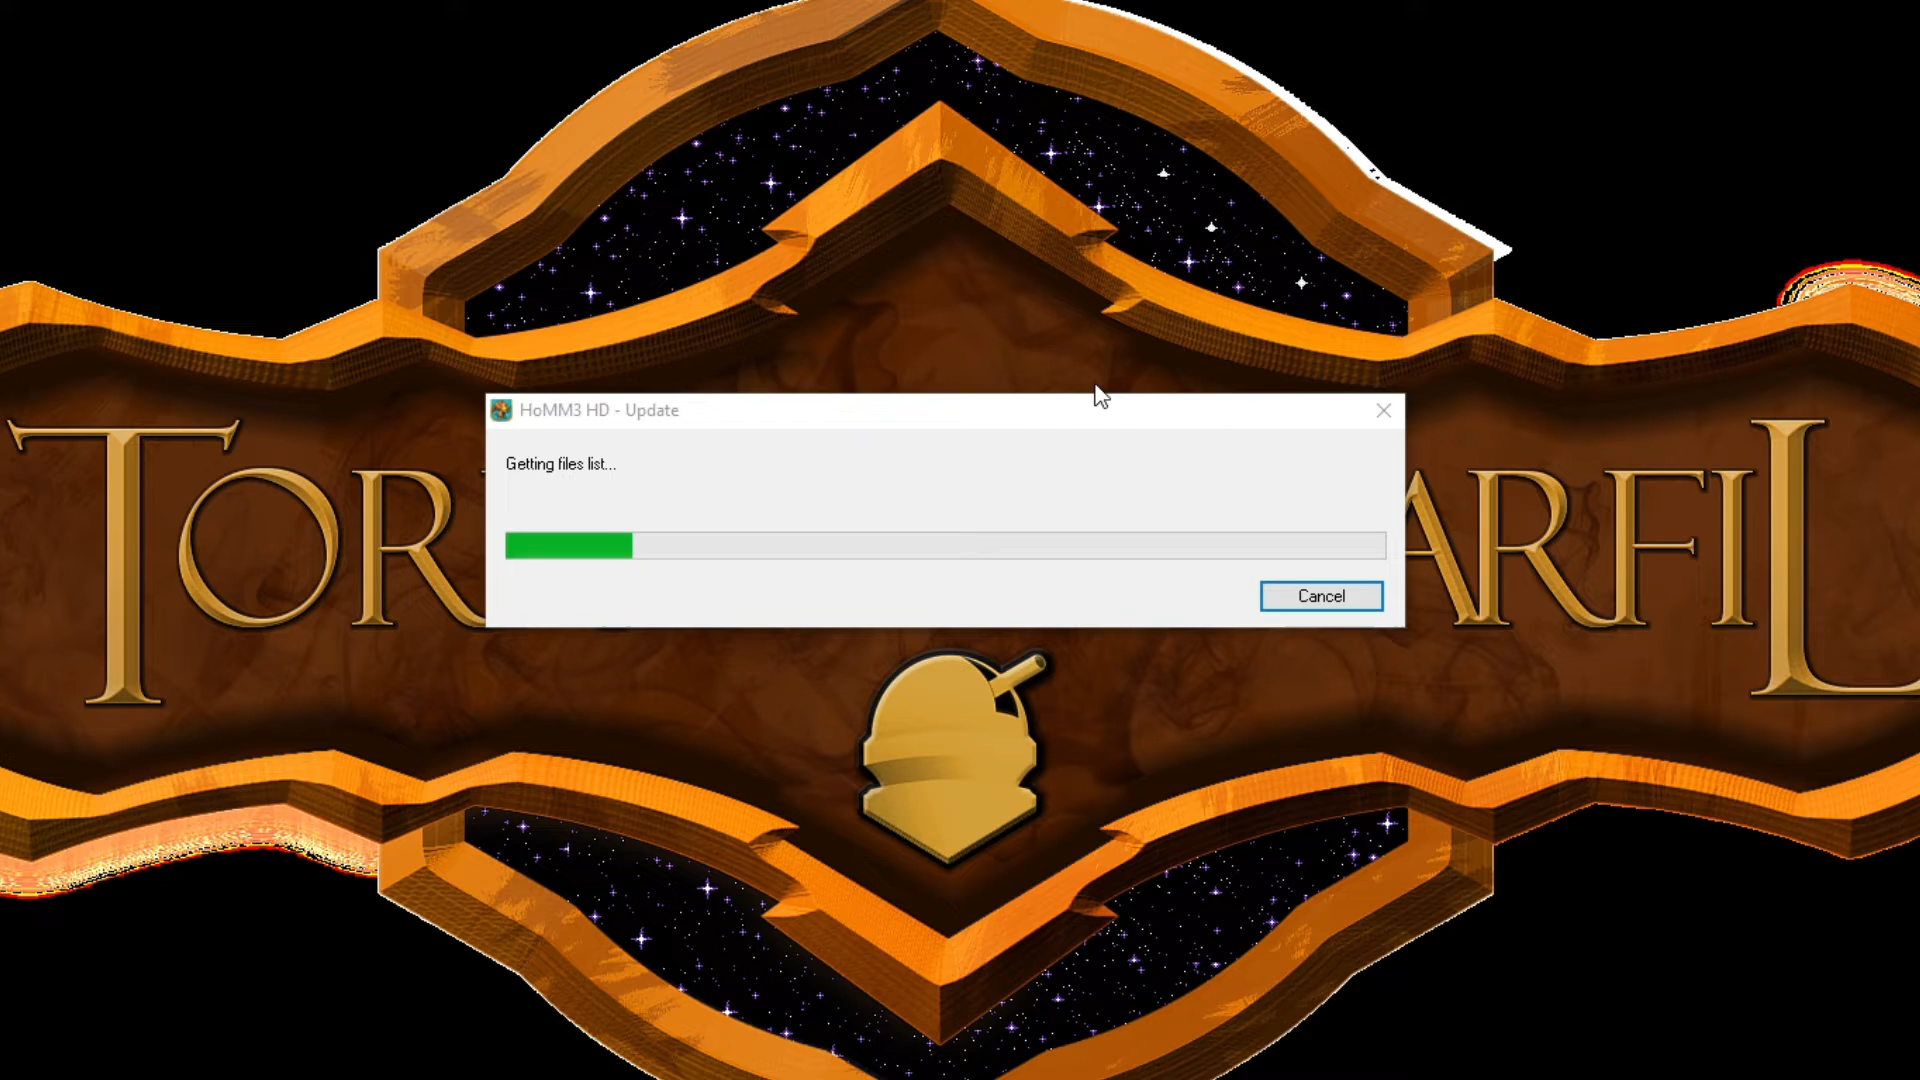 HoMM3 HD - Update
Getting files list...
Cancel
TOR
ARFIL